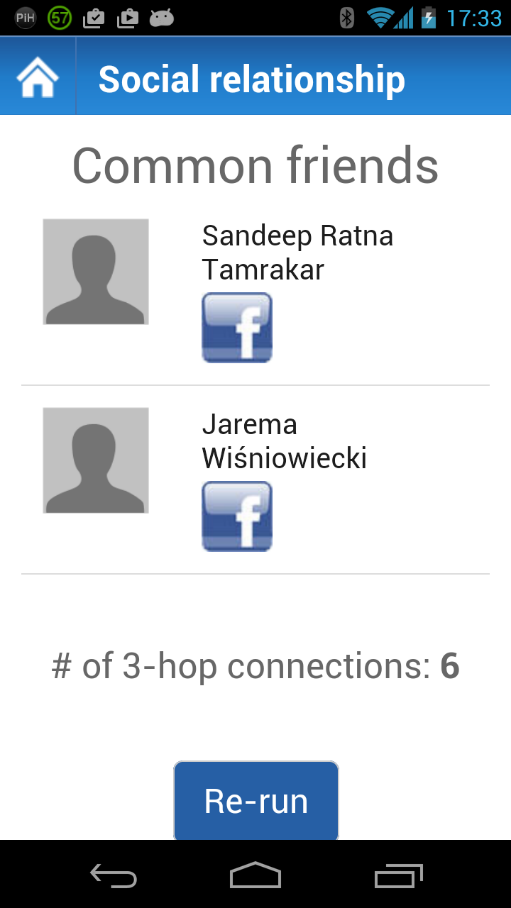 PiH 57 17:33
Social relationship
Common friends
Sandeep Ratna
Tamrakar
f
Jarema
Wiśniowiecki
f
# of 3-hop connections: 6
Re-run